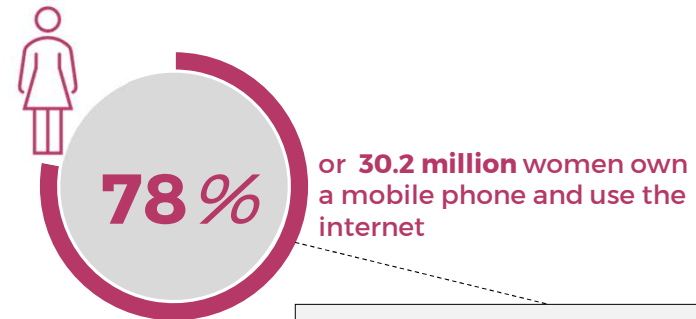 78%
or 30.2 million women own
a mobile phone and use the
internet